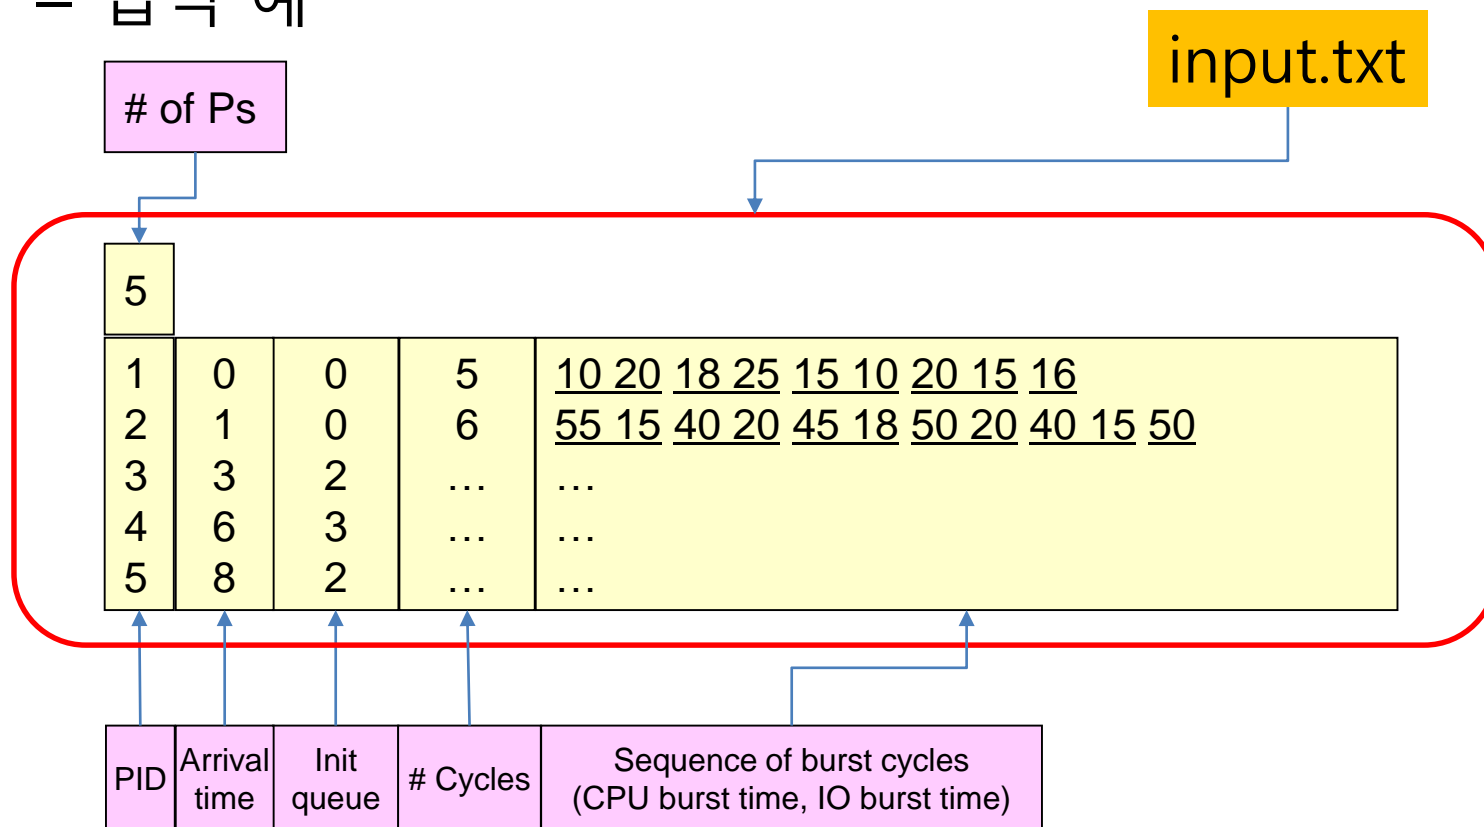 – 입력 예
input.txt
# of Ps
5
1 0 0 5 10 20 18 25 15 10 20 15 16
2 1 0 6 55 15 40 20 45 18 50 20 40 15 50
3 3 2 … …
4 6 3 … …
5 8 2 … …
PID Arrival time Init queue # Cycles Sequence of burst cycles
(CPU burst time, IO burst time)